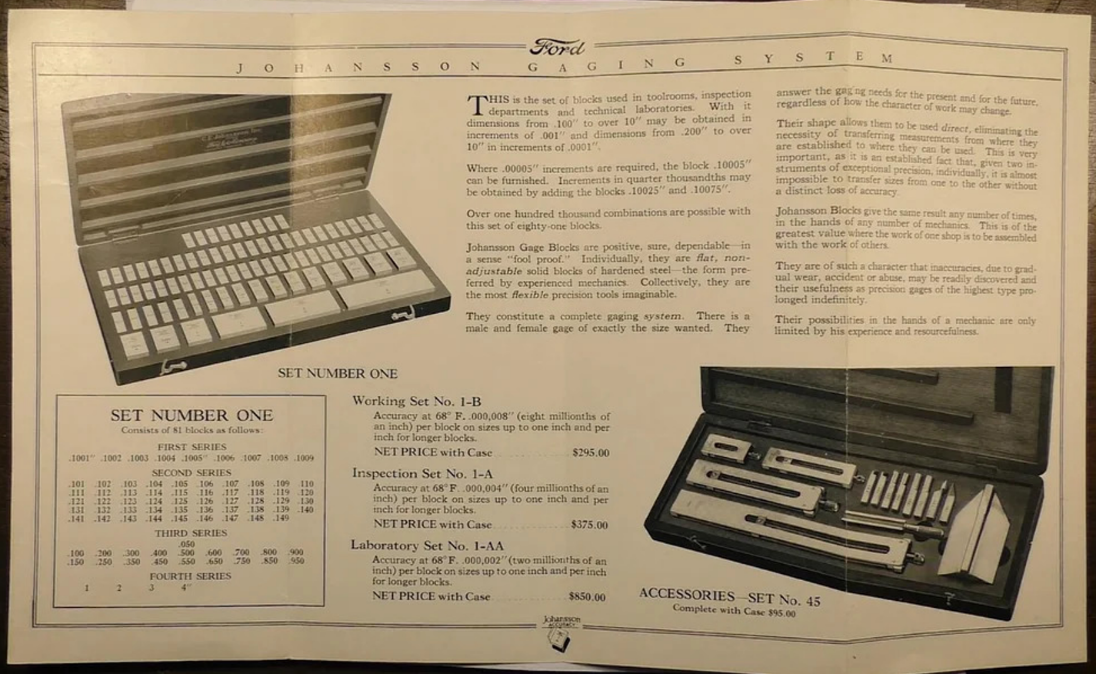 Ford
JOHANSSON GAGING SYSTEM
THIS is the set of blocks used in toolrooms, inspection
departments and technical laboratories. With it
dimensions from .100" to over 10" may be obtained in
increments of .001" and dimensions from .200" to over
10" in increments of .0001".
Where .00005" increments are required, the block .10005"
can be furnished. Increments in quarter thousandths may
be obtained by adding the blocks .10025" and .10075".
Over one hundred thousand combinations are possible with
this set of eighty-one blocks.
Johansson Gage Blocks are positive, sure, dependable—in
a sense "fool proof." Individually, they are flat, non-
adjustable solid blocks of hardened steel—the form pre-
ferred by experienced mechanics. Collectively, they are
the most flexible precision tools imaginable.
They constitute a complete gaging system. There is a
male and female gage of exactly the size wanted. They
answer the gaging needs for the present and for the future,
regardless of how the character of work may change.
Their shape allows them to be used direct, eliminating the
necessity of transferring measurements from where they
are established to where they can be used. This is very
important, as it is an established fact that, given two in-
struments of exceptional precision, individually, it is almost
impossible to transfer sizes from one to the other without
a distinct loss of accuracy.
Johansson Blocks give the same result any number of times,
in the hands of any number of mechanics. This is of the
greatest value where the work of one shop is to be assembled
with the work of others.
They are of such a character that inaccuracies, due to grad-
ual wear, accident or abuse, may be readily discovered and
their usefulness as precision gages of the highest type pro-
longed indefinitely.
Their possibilities in the hands of a mechanic are only
limited by his experience and resourcefulness.
SET NUMBER ONE
SET NUMBER ONE
Consists of 81 blocks as follows:
FIRST SERIES
.1001" .1002 .1003 .1004 .1005" .1006 .1007 .1008 .1009
SECOND SERIES
.101 .102 .103 .104 .105 .106 .107 .108 .109 .110
.111 .112 .113 .114 .115 .116 .117 .118 .119 .120
.121 .122 .123 .124 .125 .126 .127 .128 .129 .130
.131 .132 .133 .134 .135 .136 .137 .138 .139 .140
.141 .142 .143 .144 .145 .146 .147 .148 .149
THIRD SERIES
.050
.100 .200 .300 .400 .500 .600 .700 .800 .900
.150 .250 .350 .450 .550 .650 .750 .850 .950
FOURTH SERIES
1 2 3 4"
Working Set No. 1-B
Accuracy at 68° F. .000,008" (eight millionths of
an inch) per block on sizes up to one inch and per
inch for longer blocks.
NET PRICE with Case $295.00
Inspection Set No. 1-A
Accuracy at 68° F. .000,004" (four millionths of an
inch) per block on sizes up to one inch and per
inch for longer blocks.
NET PRICE with Case $375.00
Laboratory Set No. 1-AA
Accuracy at 68° F. .000,002" (two millionths of an
inch) per block on sizes up to one inch and per inch
for longer blocks.
NET PRICE with Case $850.00
ACCESSORIES—SET No. 45
Complete with Case $95.00
Johansson
ACCURACY